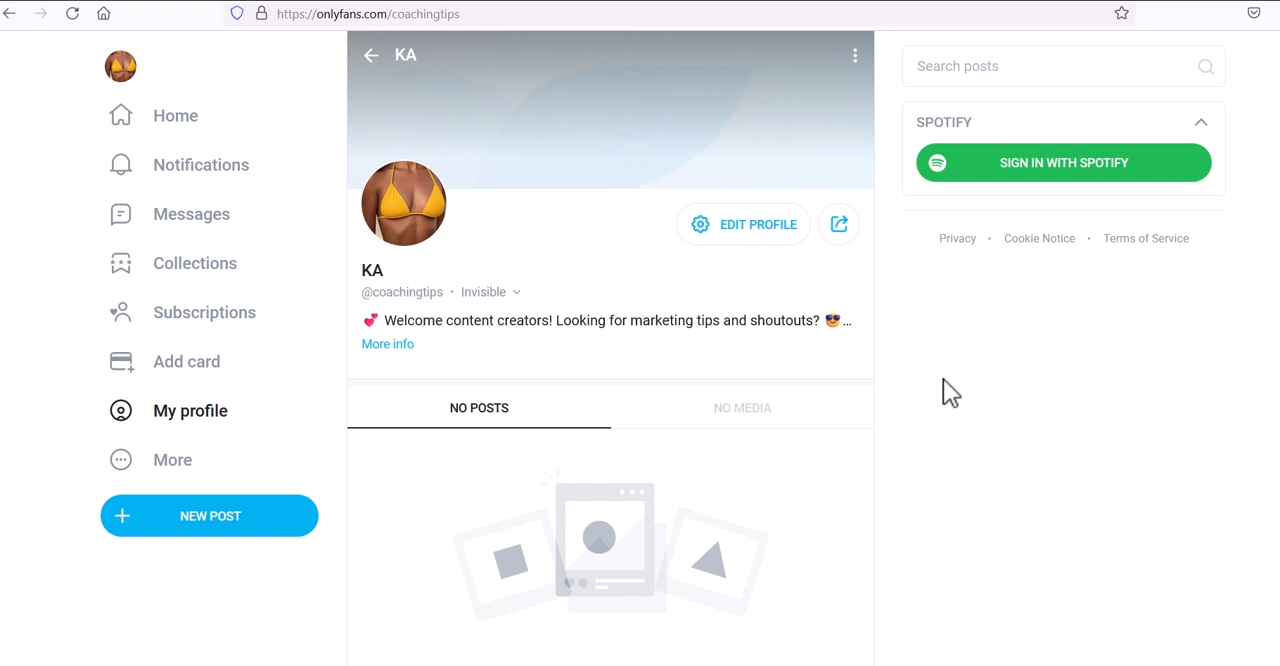 https://onlyfans.com/coachingtips
Home
Notifications
Messages
Collections
Subscriptions
Add card
My profile
More
NEW POST
KA
EDIT PROFILE
KA
@coachingtips • Invisible
💕 Welcome content creators! Looking for marketing tips and shoutouts? 😎...
More info
NO POSTS
NO MEDIA
Search posts
SPOTIFY
SIGN IN WITH SPOTIFY
Privacy • Cookie Notice • Terms of Service